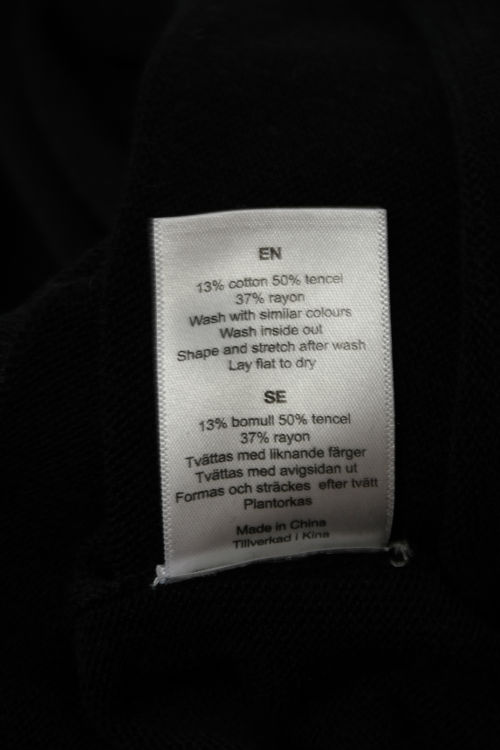 EN
13% cotton 50% tencel
37% rayon
Wash with similar colours
Wash inside out
Shape and stretch after wash
Lay flat to dry
SE
13% bomull 50% tencel
37% rayon
Tvättas med liknande färger
Tvättas med avigsidan ut
Formas och sträckes efter tvätt
Plantorkas
Made in China
Tillverkad i Kina